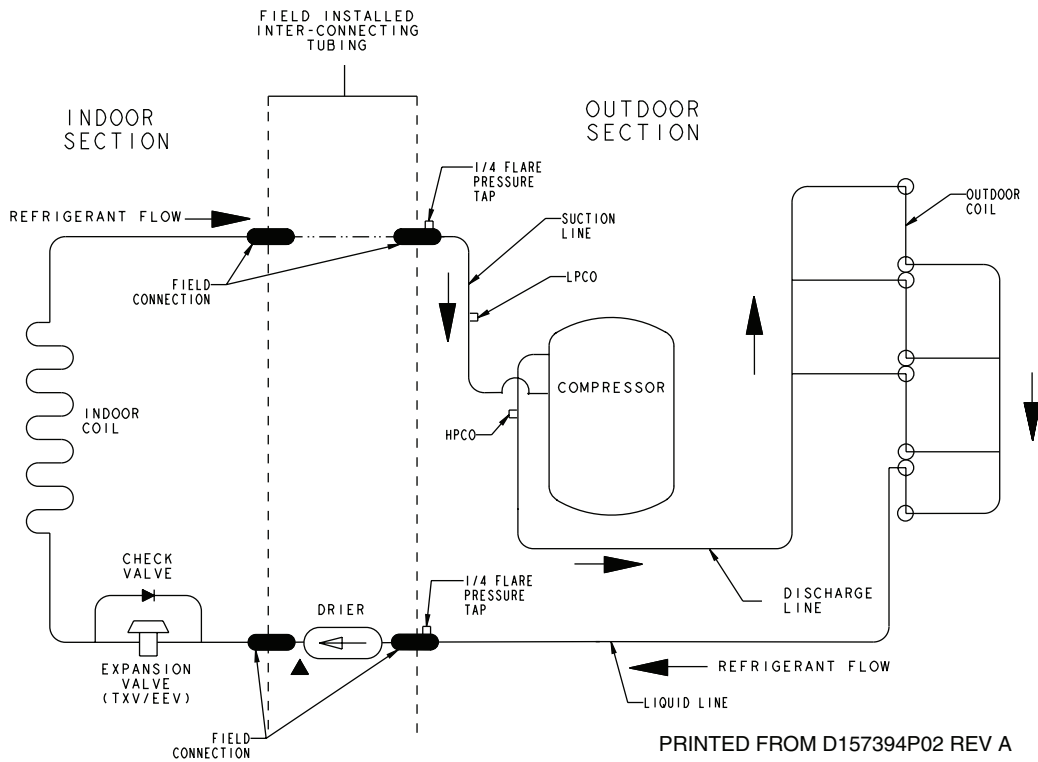 FIELD INSTALLED
INTER-CONNECTING
TUBING
INDOOR
SECTION
OUTDOOR
SECTION
1/4 FLARE
PRESSURE
TAP
REFRIGERANT FLOW
OUTDOOR
COIL
SUCTION
LINE
FIELD
CONNECTION
LPCO
COMPRESSOR
INDOOR
COIL
HPCO
CHECK
VALVE
DRIER
1/4 FLARE
PRESSURE
TAP
DISCHARGE
LINE
EXPANSION
VALVE
(TXV/EEV)
REFRIGERANT FLOW
LIQUID LINE
FIELD
CONNECTION
PRINTED FROM D157394P02 REV A